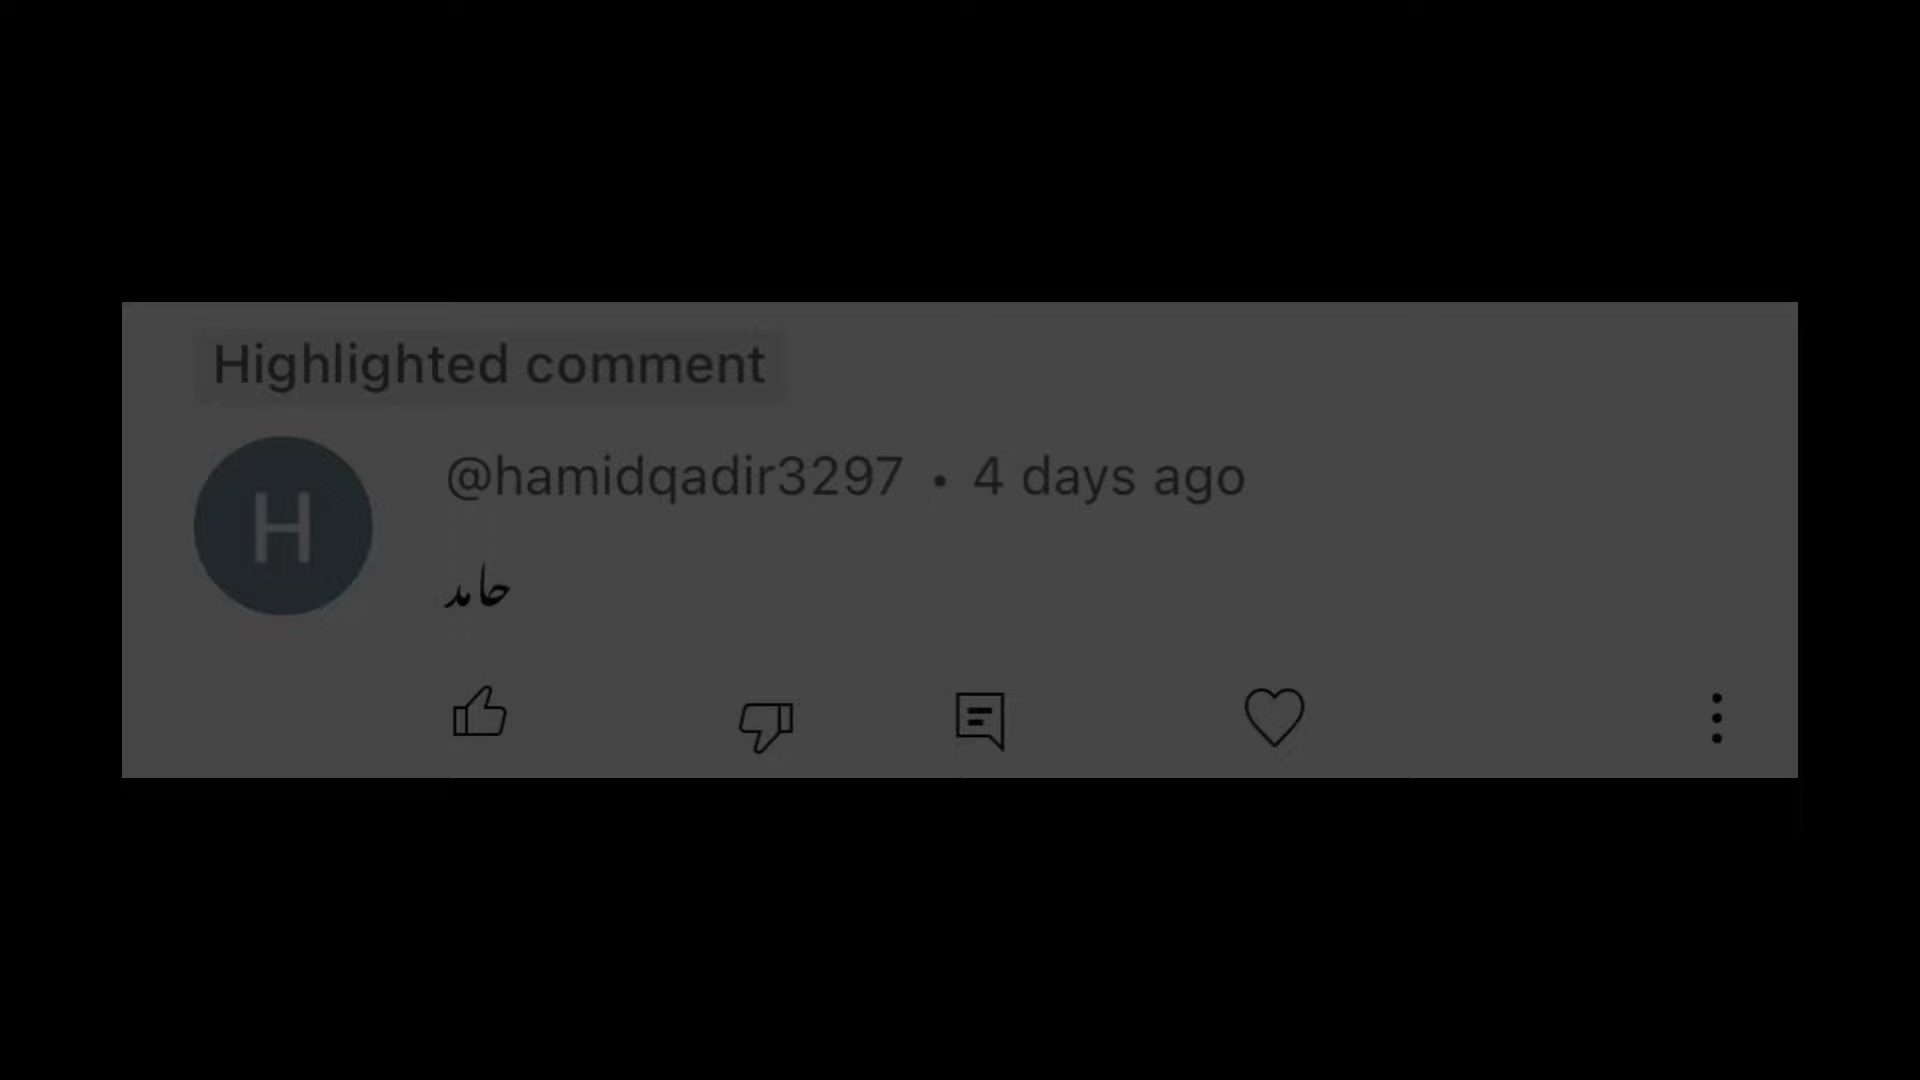 Highlighted comment
H
@hamidqadir3297 • 4 days ago
حامد